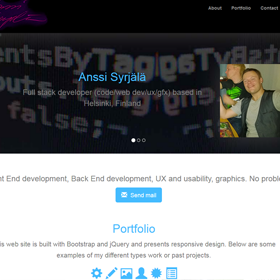 About Portfolio Contact
Anssi Syrjälä
Full stack developer (code/web dev/ux/gfx) based in
Helsinki, Finland
nt End development, Back End development, UX and usability, graphics. No proble
Send mail
Portfolio
is web site is built with Bootstrap and jQuery and presents responsive design. Below are some
examples of my different types work or past projects.